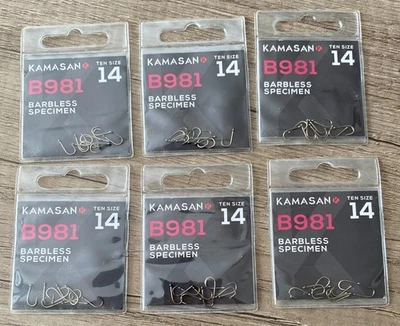 KAMASAN
TEN SIZE
14
B981
BARBLESS
SPECIMEN
KAMASAN
TEN SIZE
14
B981
BARBLESS
SPECIMEN
KAMASAN
TEN SIZE
14
B981
BARBLESS
SPECIMEN
KAMASAN
TEN SIZE
14
B981
BARBLESS
SPECIMEN
KAMASAN
TEN SIZE
14
B981
BARBLESS
SPECIMEN
KAMASAN
TEN SIZE
14
B981
BARBLESS
SPECIMEN